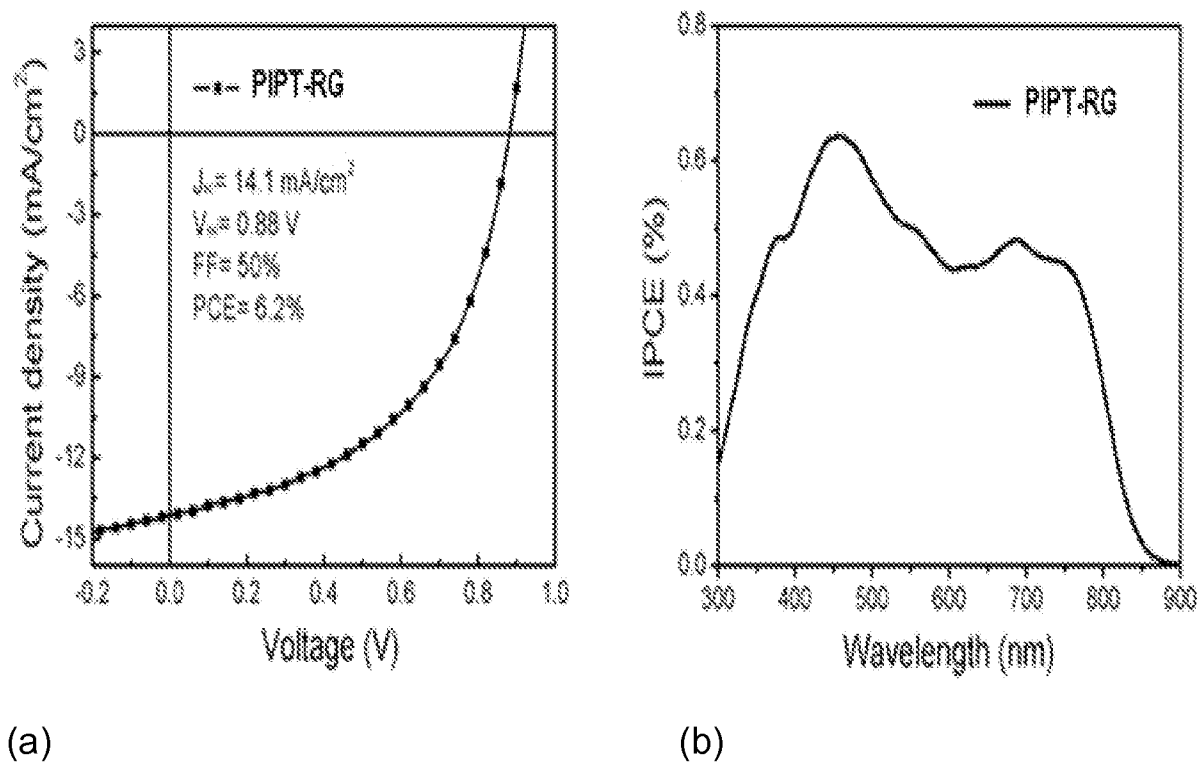 PIPT-RG
Current density (mA/cm²)
3
0
-3
-6
-9
-12
-15
J = 14.1 mA/cm²
V = 0.88 V
FF= 50%
PCE= 6.2%
-0.2 0.0 0.2 0.4 0.6 0.8 1.0
Voltage (V)
(a)
PIPT-RG
IPCE (%)
0.8
0.6
0.4
0.2
0.0
300 400 500 600 700 800 900
Wavelength (nm)
(b)